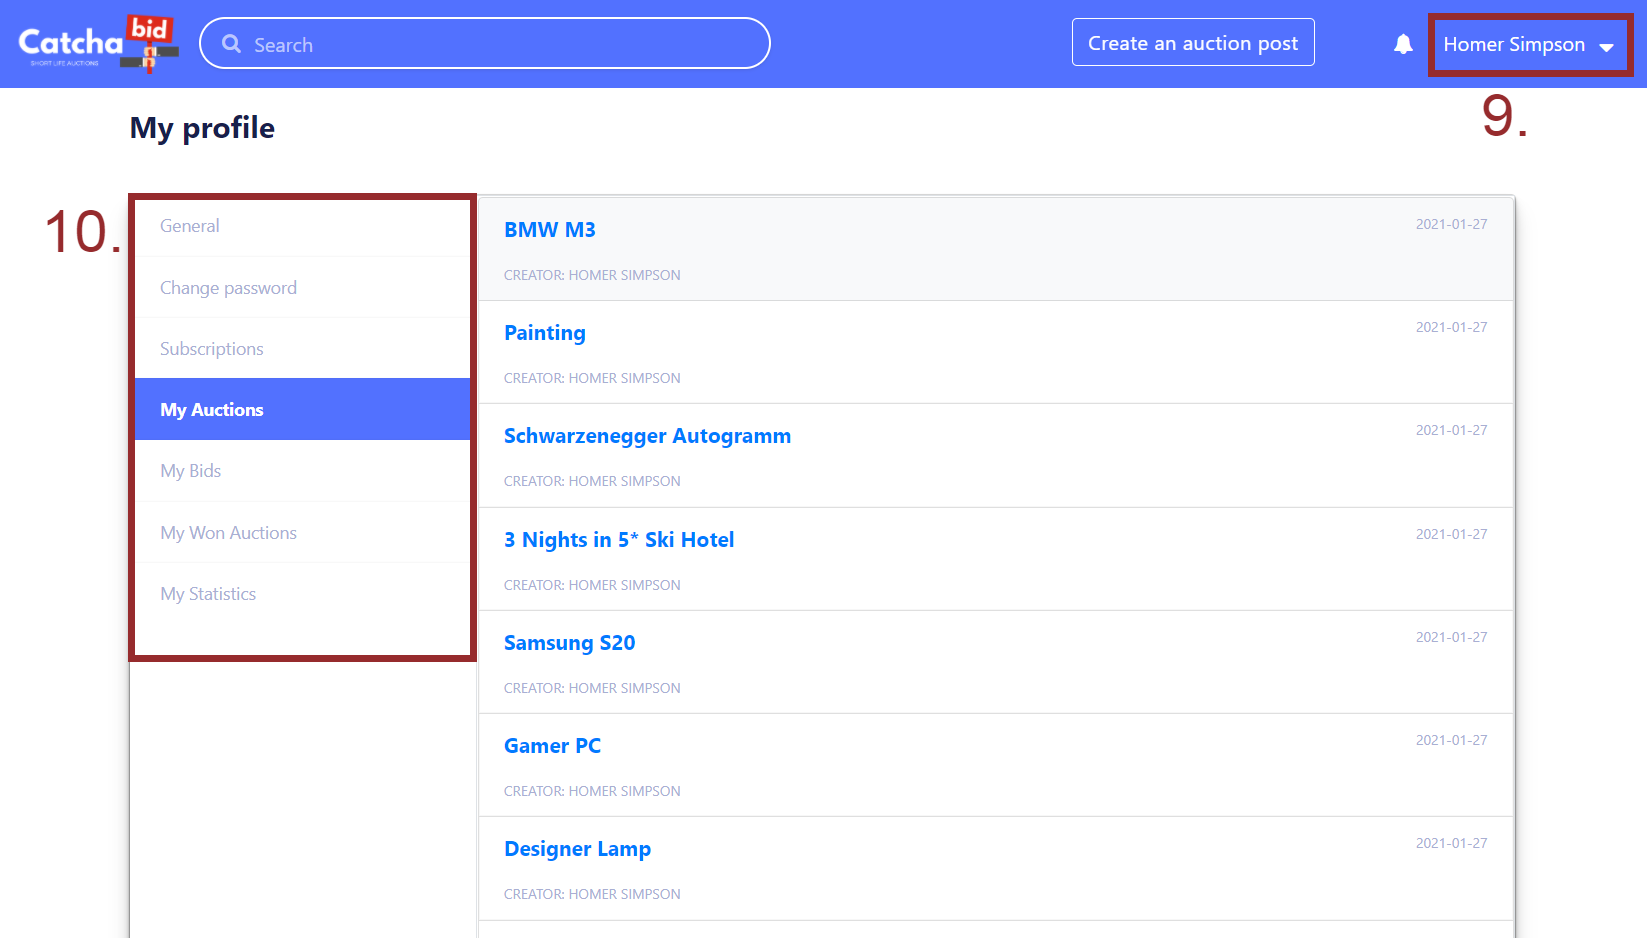 Catcha bid .in
SHORT LIFE AUCTIONS
Search
Create an auction post
Homer Simpson
9.
My profile
10.
General
Change password
Subscriptions
My Auctions
My Bids
My Won Auctions
My Statistics
BMW M3
2021-01-27
CREATOR: HOMER SIMPSON
Painting
2021-01-27
CREATOR: HOMER SIMPSON
Schwarzenegger Autogramm
2021-01-27
CREATOR: HOMER SIMPSON
3 Nights in 5* Ski Hotel
2021-01-27
CREATOR: HOMER SIMPSON
Samsung S20
2021-01-27
CREATOR: HOMER SIMPSON
Gamer PC
2021-01-27
CREATOR: HOMER SIMPSON
Designer Lamp
2021-01-27
CREATOR: HOMER SIMPSON